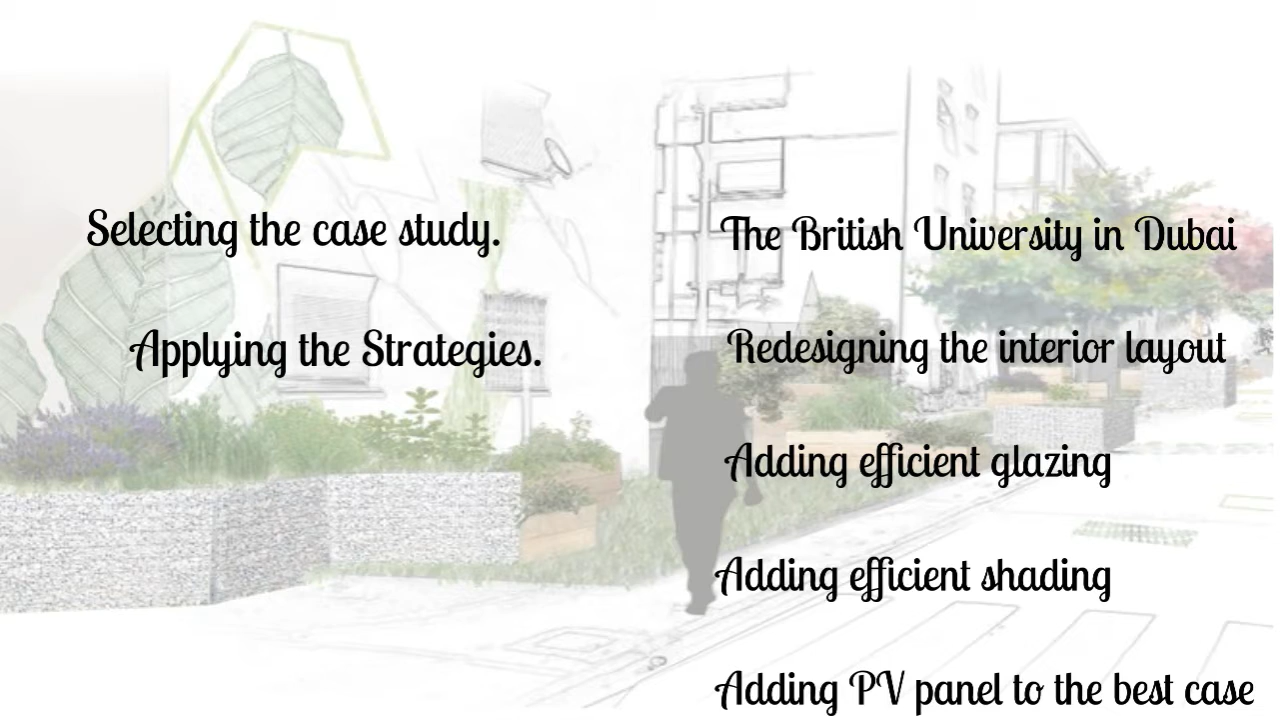 Selecting the case study.
Applying the Strategies.
The British University in Dubai
Redesigning the interior layout
Adding efficient glazing
Adding efficient shading
Adding PV panel to the best case